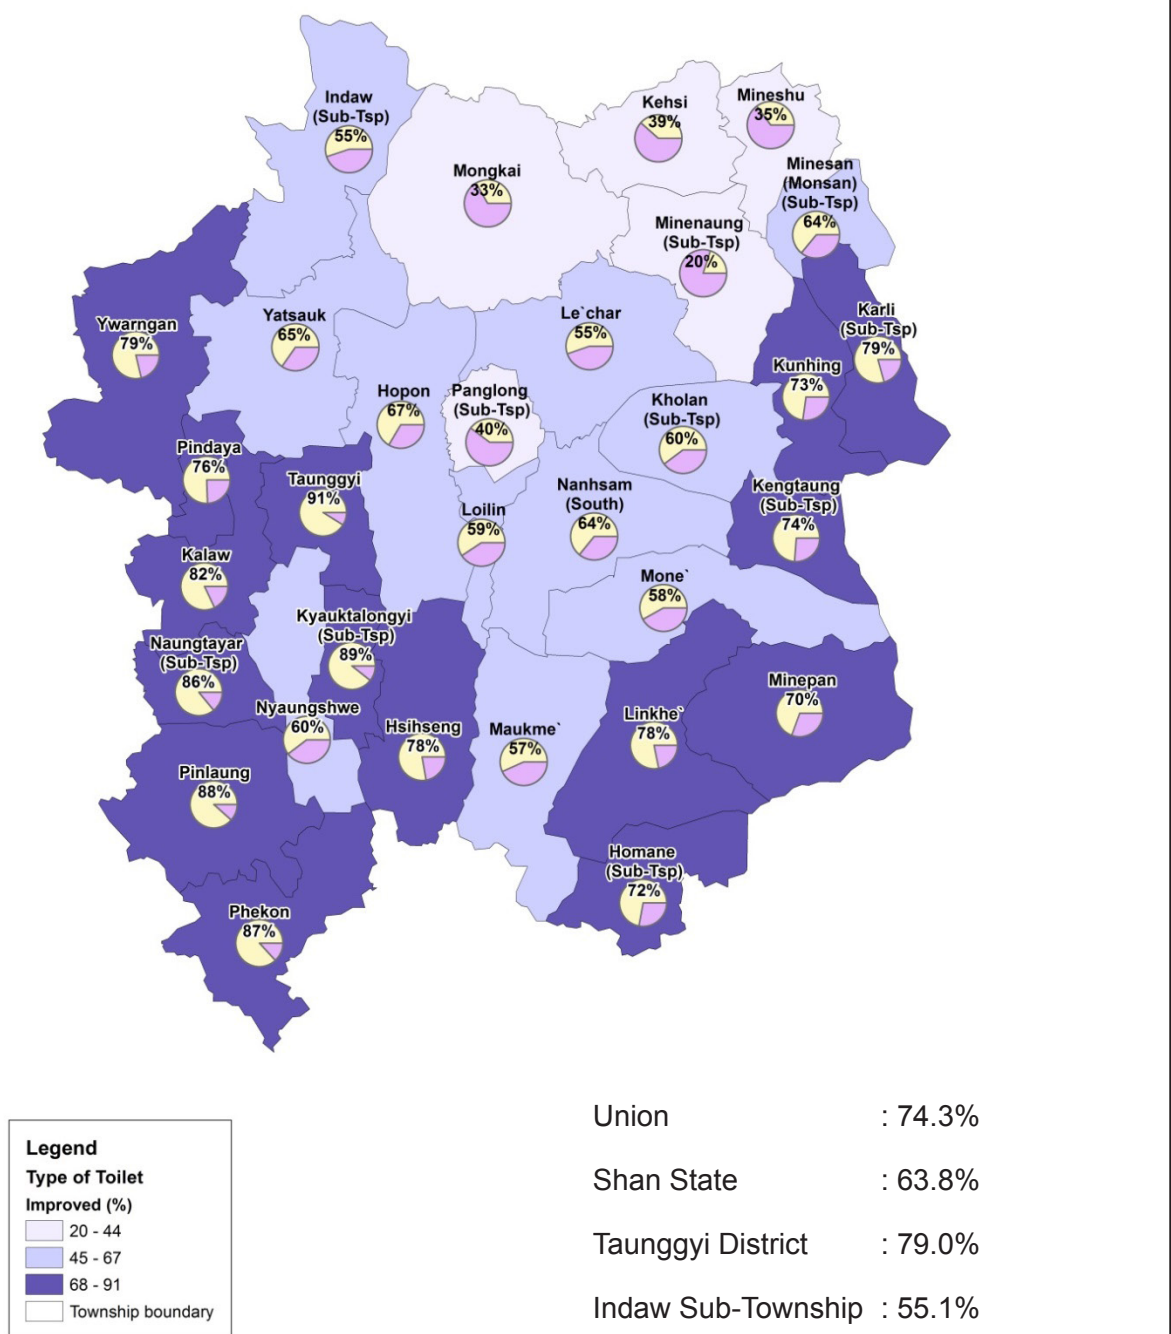 Indaw
(Sub-Tsp)
55%
Kehsi
39%
Mineshu
35%
Mongkai
33%
Minesan
(Monsan)
(Sub-Tsp)
64%
Minenaung
(Sub-Tsp)
20%
Ywarngan
79%
Yatsauk
65%
Le`char
55%
Karli
(Sub-Tsp)
79%
Kunhing
73%
Hopon
67%
Panglong
(Sub-Tsp)
40%
Kholan
(Sub-Tsp)
60%
Pindaya
76%
Taunggyi
91%
Loilin
59%
Nanhsam
(South)
64%
Kengtaung
(Sub-Tsp)
74%
Kalaw
82%
Mone`
58%
Kyauktalongyi
(Sub-Tsp)
89%
Naungtayar
(Sub-Tsp)
86%
Nyaungshwe
60%
Hsihseng
78%
Maukme`
57%
Linkhe`
78%
Minepan
70%
Pinlaung
88%
Homane
(Sub-Tsp)
72%
Phekon
87%
Legend
Type of Toilet
Improved (%)
20 - 44
45 - 67
68 - 91
Township boundary
Union : 74.3%
Shan State : 63.8%
Taunggyi District : 79.0%
Indaw Sub-Township : 55.1%